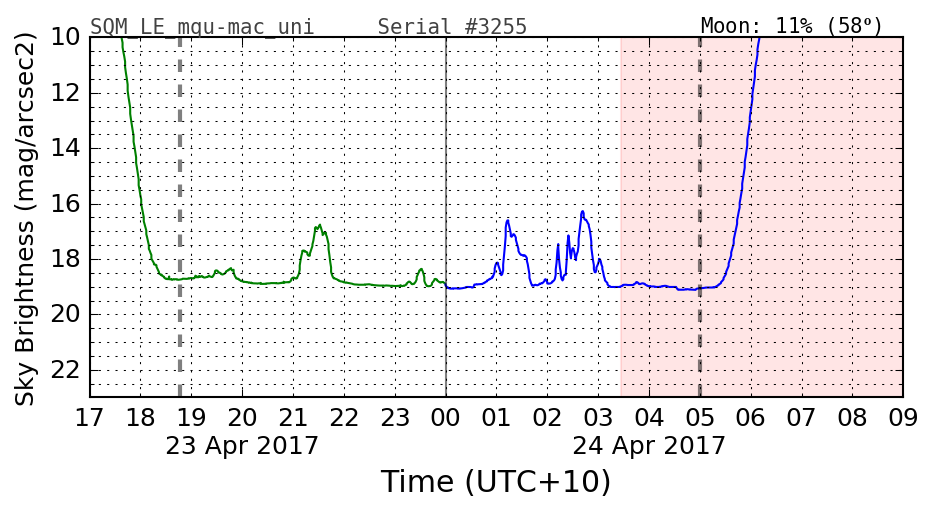 SQM_LE_mqu-mac_uni Serial #3255 Moon: 11% (58º)
10
12
14
16
18
20
22
Sky Brightness (mag/arcsec2)
17 18 19 20 21 22 23 00 01 02 03 04 05 06 07 08 09
23 Apr 2017 24 Apr 2017
Time (UTC+10)